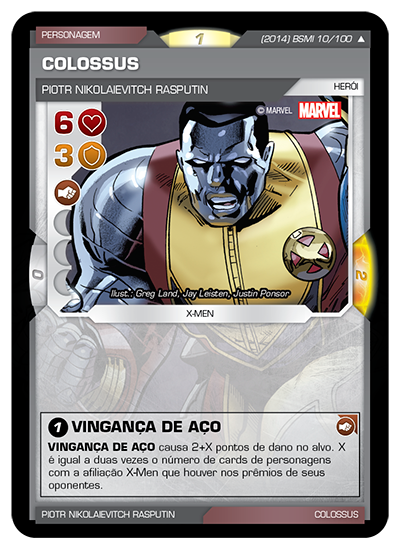 PERSONAGEM
1
(2014) BSMI 10/100 ▲
COLOSSUS
PIOTR NIKOLAIEVITCH RASPUTIN
HERÓI
6
© MARVEL MARVEL
3
0
2
Ilust.: Greg Land, Jay Leisten, Justin Ponsor
X-MEN
1 VINGANÇA DE AÇO
VINGANÇA DE AÇO causa 2+X pontos de dano no alvo. X
é igual a duas vezes o número de cards de personagens
com a afiliação X-Men que houver nos prêmios de seus
oponentes.
PIOTR NIKOLAIEVITCH RASPUTIN
COLOSSUS